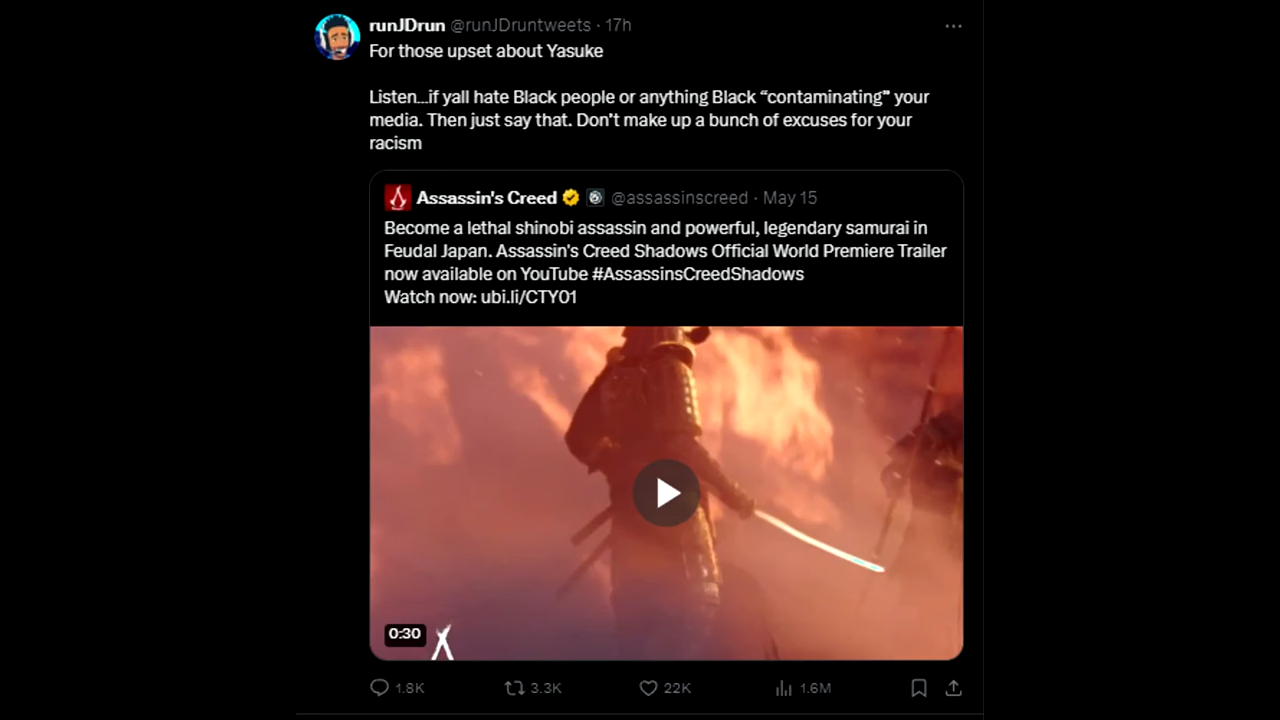 runJDrun @runJDruntweets · 17h
For those upset about Yasuke
Listen...if yall hate Black people or anything Black “contaminating” your
media. Then just say that. Don’t make up a bunch of excuses for your
racism
Assassin's Creed @assassinscreed · May 15
Become a lethal shinobi assassin and powerful, legendary samurai in
Feudal Japan. Assassin's Creed Shadows Official World Premiere Trailer
now available on YouTube #AssassinsCreedShadows
Watch now: ubi.li/CTY01
0:30
1.8K 3.3K 22K 1.6M